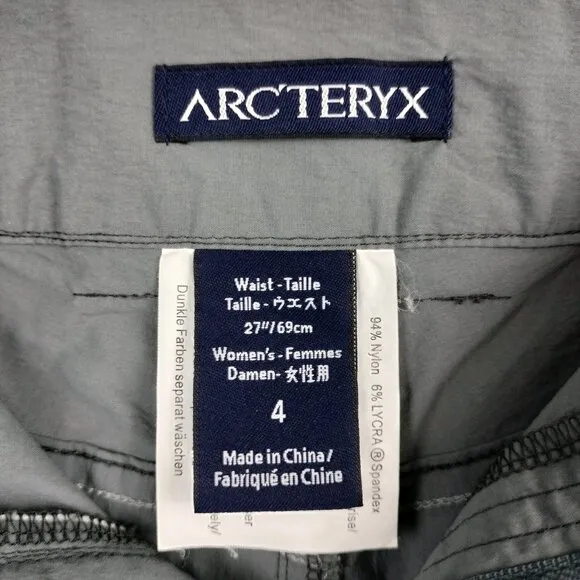 ARC'TERYX
Waist - Taille
Taille - ウエスト
27"/69cm
Women's - Femmes
Damen- 女性用
4
Made in China/
Fabriqué en Chine
Dunkle Farben separat wäschen
94% Nylon 6% LYCRA® Spandex